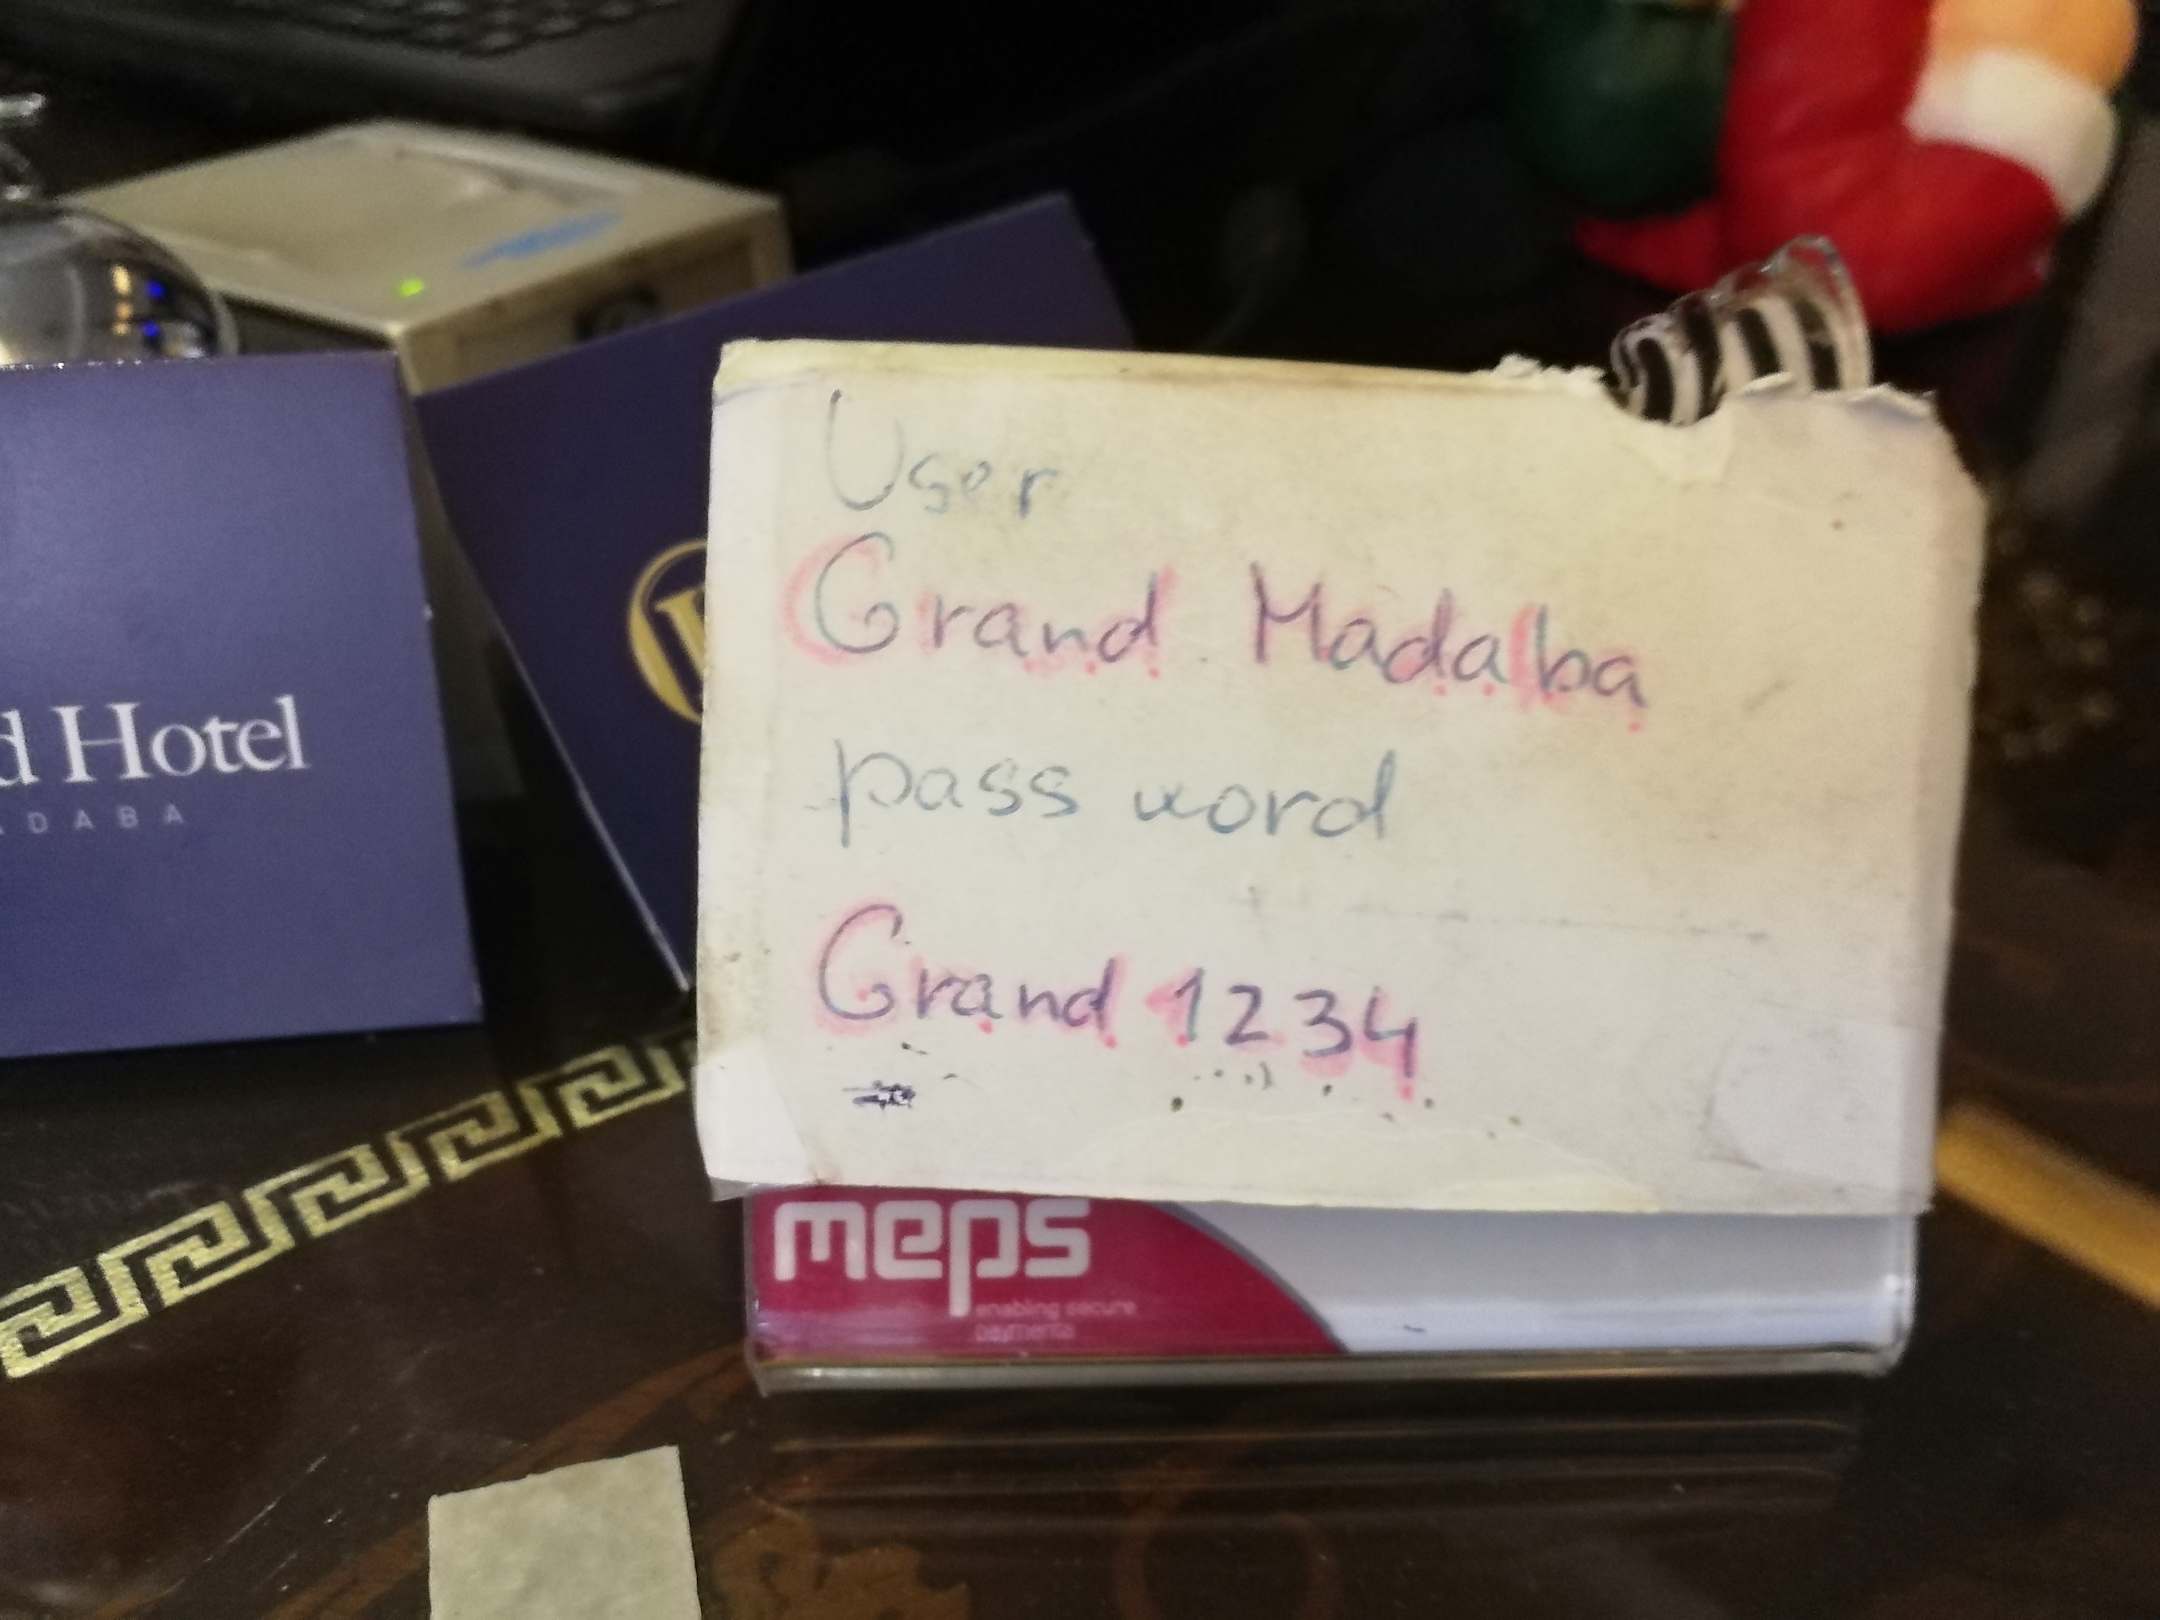 User
Grand Madaba
pass word
Grand 1234
d Hotel
ADABA
meps
enabling secure
payments